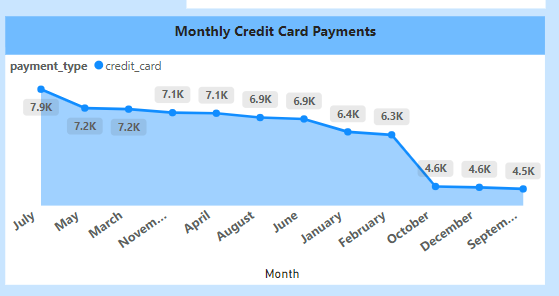 Monthly Credit Card Payments
payment_type credit_card
7.9K
7.2K
7.2K
7.1K
7.1K
6.9K
6.9K
6.4K
6.3K
4.6K
4.6K
4.5K
July
May
March
Novem...
April
August
June
January
February
October
December
Septem...
Month